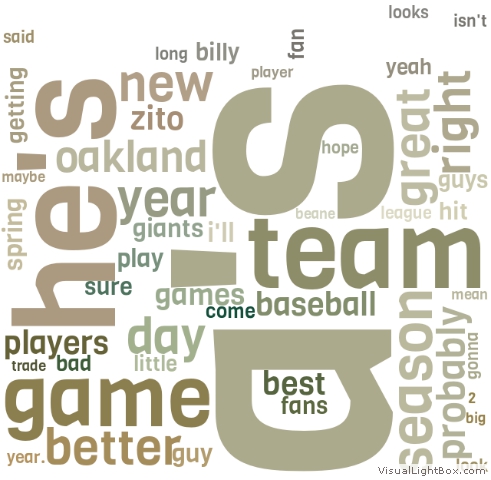 looks
isn't
said
long
billy
fan
yeah
player
getting
he's
new
zito
great
right
maybe
oakland
hope
a's
guys
spring
year
beane
league
hit
giants
i'll
team
play
sure
games
come
baseball
mean
players
day
season
probably
gonna
trade
bad
little
game
best
fans
2
big
year.
better
guy
look
VisualLightBox.com